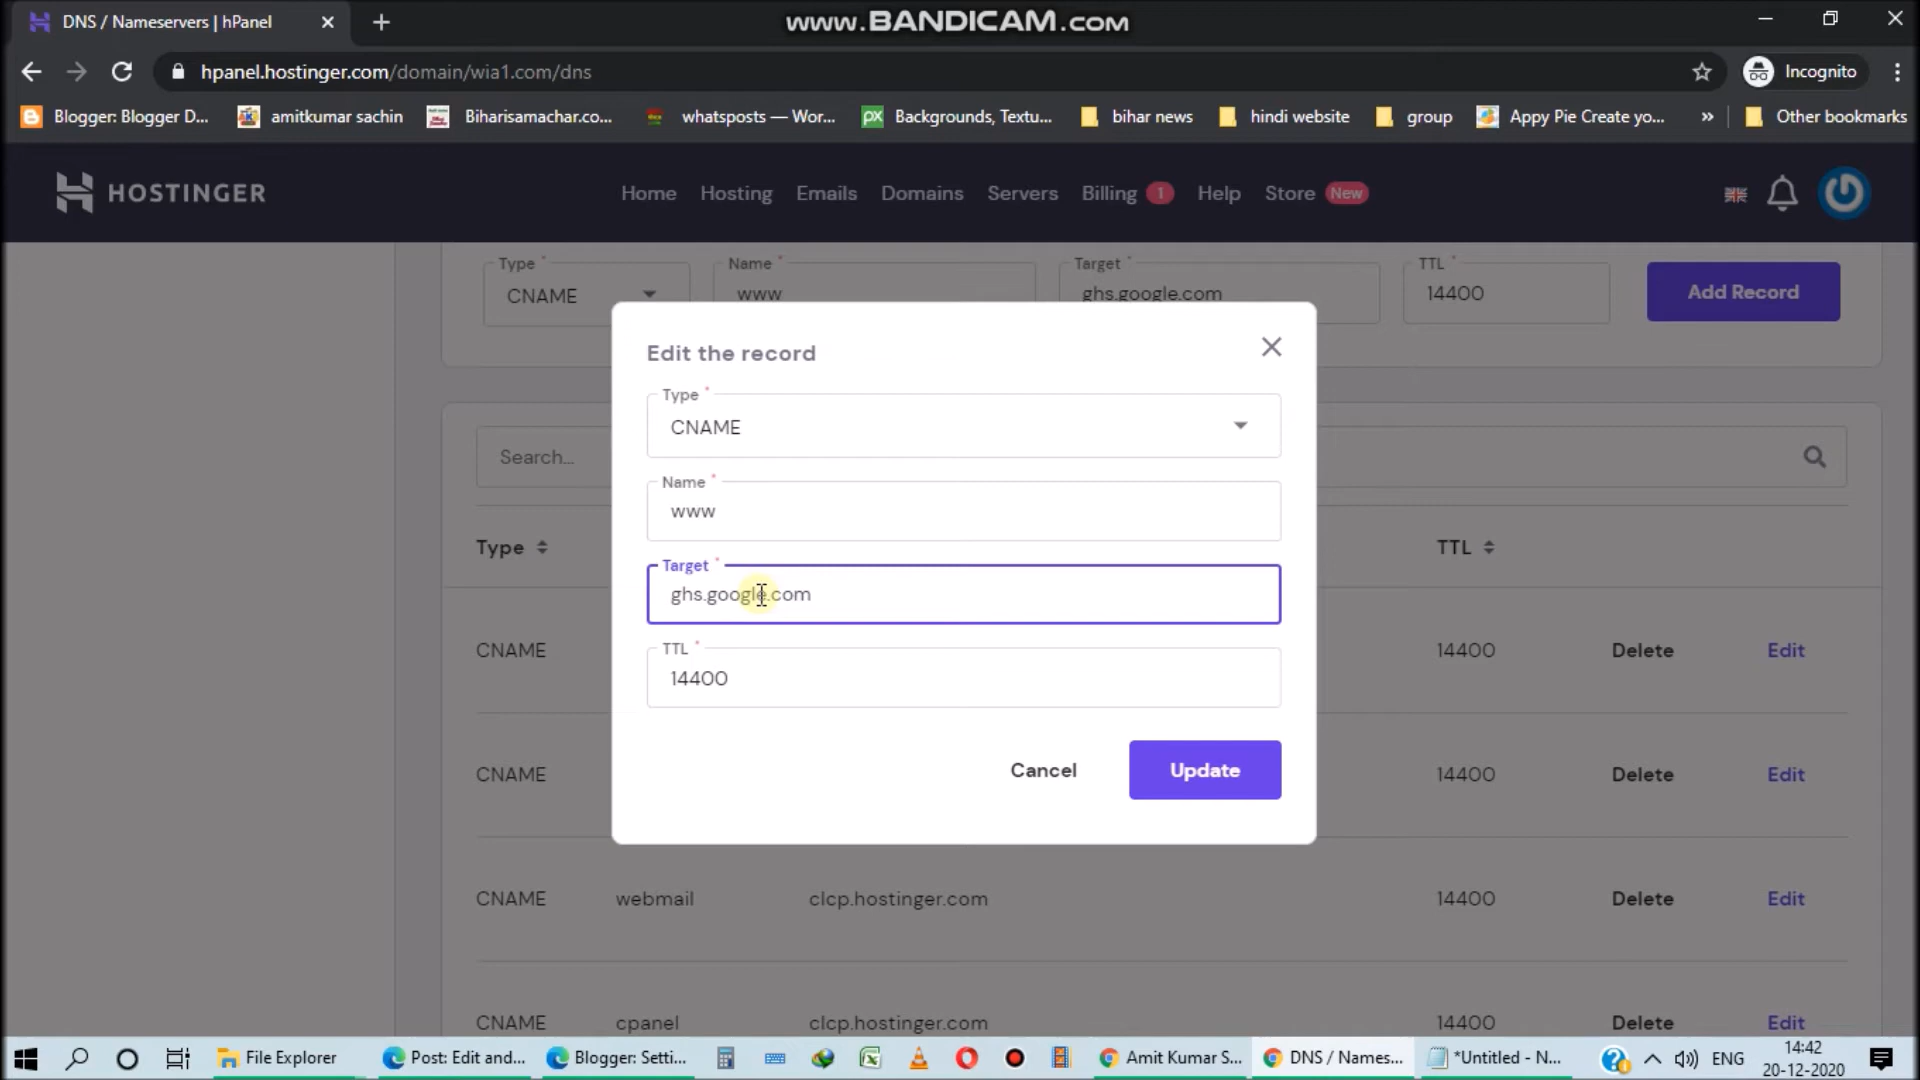 DNS / Nameservers | hPanel
www.BANDICAM.com
hpanel.hostinger.com/domain/wia1.com/dns
Incognito
Blogger: Blogger D...
amitkumar sachin
Biharisamachar.co...
whatsposts — Wor...
Backgrounds, Textu...
bihar news
hindi website
group
Appy Pie Create yo...
»
Other bookmarks
HOSTINGER
Home
Hosting
Emails
Domains
Servers
Billing 1
Help
Store New
Type *
CNAME
Name *
www
Target *
ghs.google.com
TTL *
14400
Add Record
Edit the record
Type *
CNAME
Name *
www
Target *
ghs.google.com
TTL *
14400
Cancel
Update
Search...
Type
TTL
CNAME
14400
Delete
Edit
CNAME
14400
Delete
Edit
CNAME
webmail
clcp.hostinger.com
14400
Delete
Edit
CNAME
cpanel
clcp.hostinger.com
14400
Delete
Edit
File Explorer
Post: Edit and...
Blogger: Setti...
Amit Kumar S...
DNS / Names...
*Untitled - N...
ENG
14:42
20-12-2020